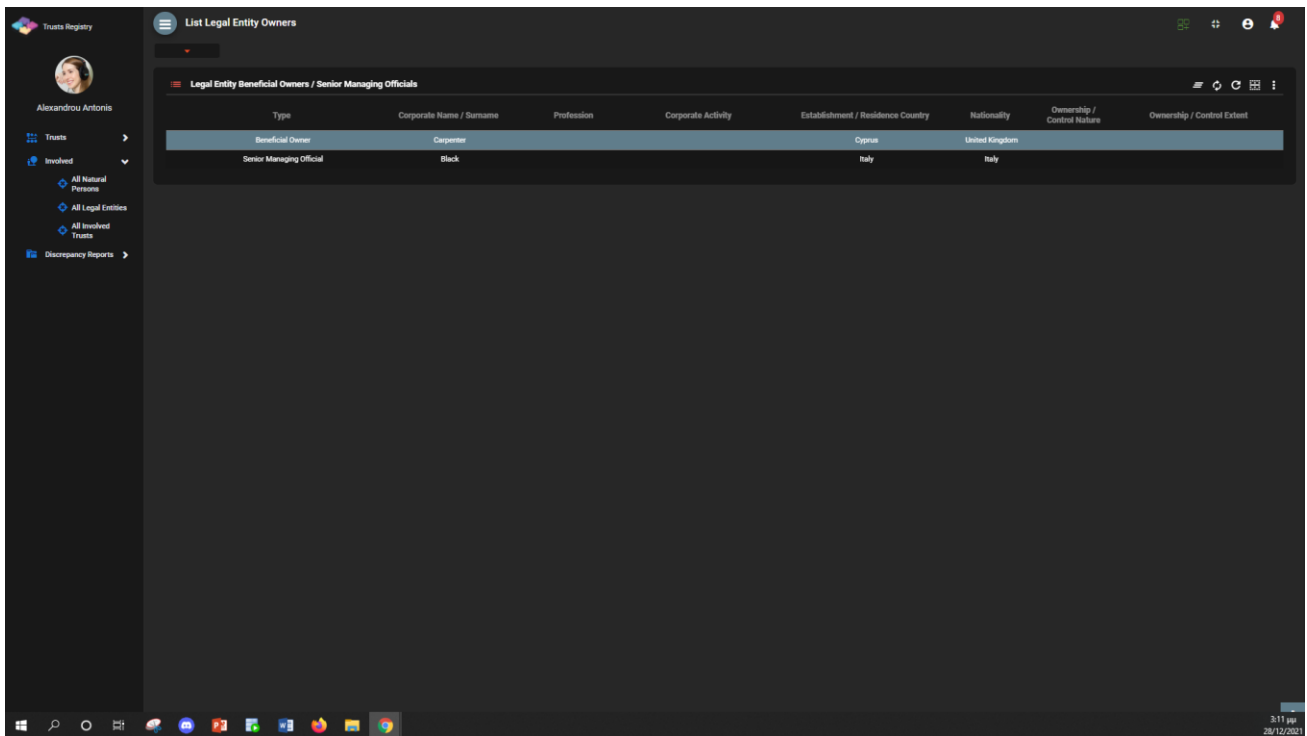 Trusts Registry
List Legal Entity Owners
8
Alexandrou Antonis
Trusts
Involved
All Natural
Persons
All Legal Entities
All Involved
Trusts
Discrepancy Reports
Legal Entity Beneficial Owners / Senior Managing Officials
Type Corporate Name / Surname Profession Corporate Activity Establishment / Residence Country Nationality Ownership / Control Nature Ownership / Control Extent
Beneficial Owner Carpenter Cyprus United Kingdom
Senior Managing Official Black Italy Italy
3:11 μμ
28/12/2021